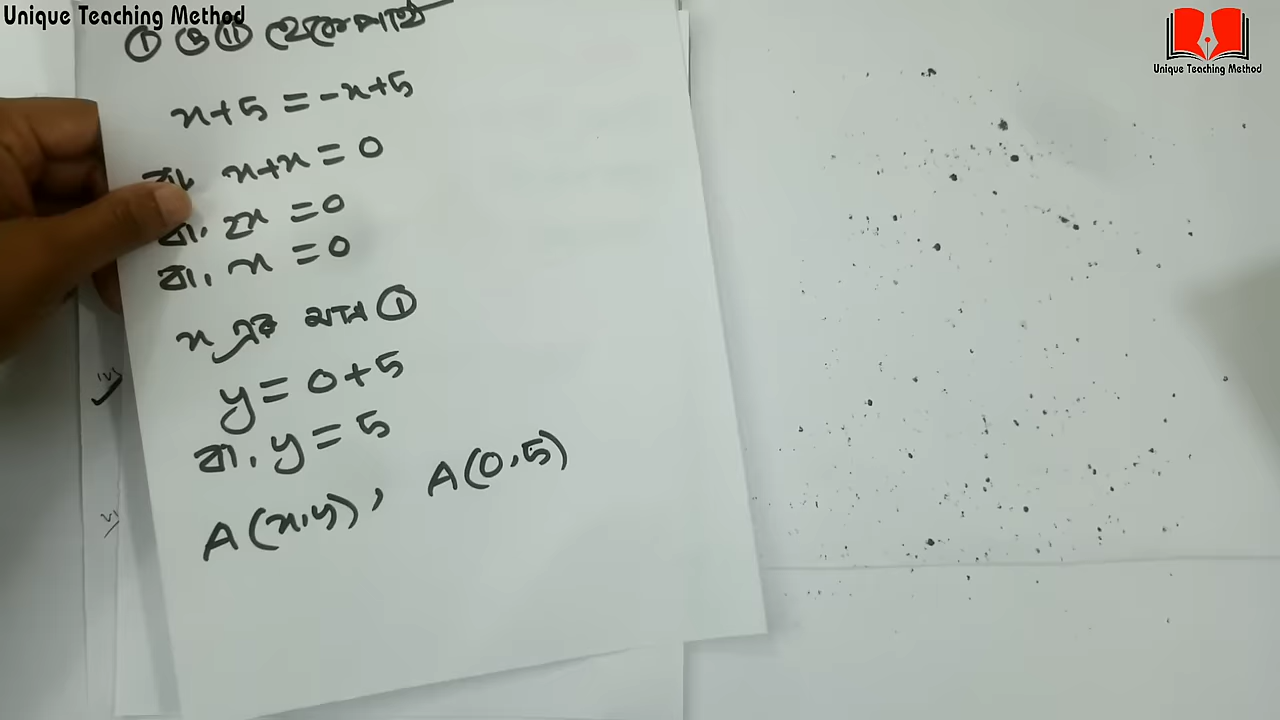 Unique Teaching Method
① ও ⑪ থেকে পাই
x+5 = -x+5
বা, x+x = 0
বা, 2x = 0
বা, x = 0
x এর মান ①
y = 0+5
বা, y = 5
A(x,y), A(0,5)
iv)
v)
Unique Teaching Method